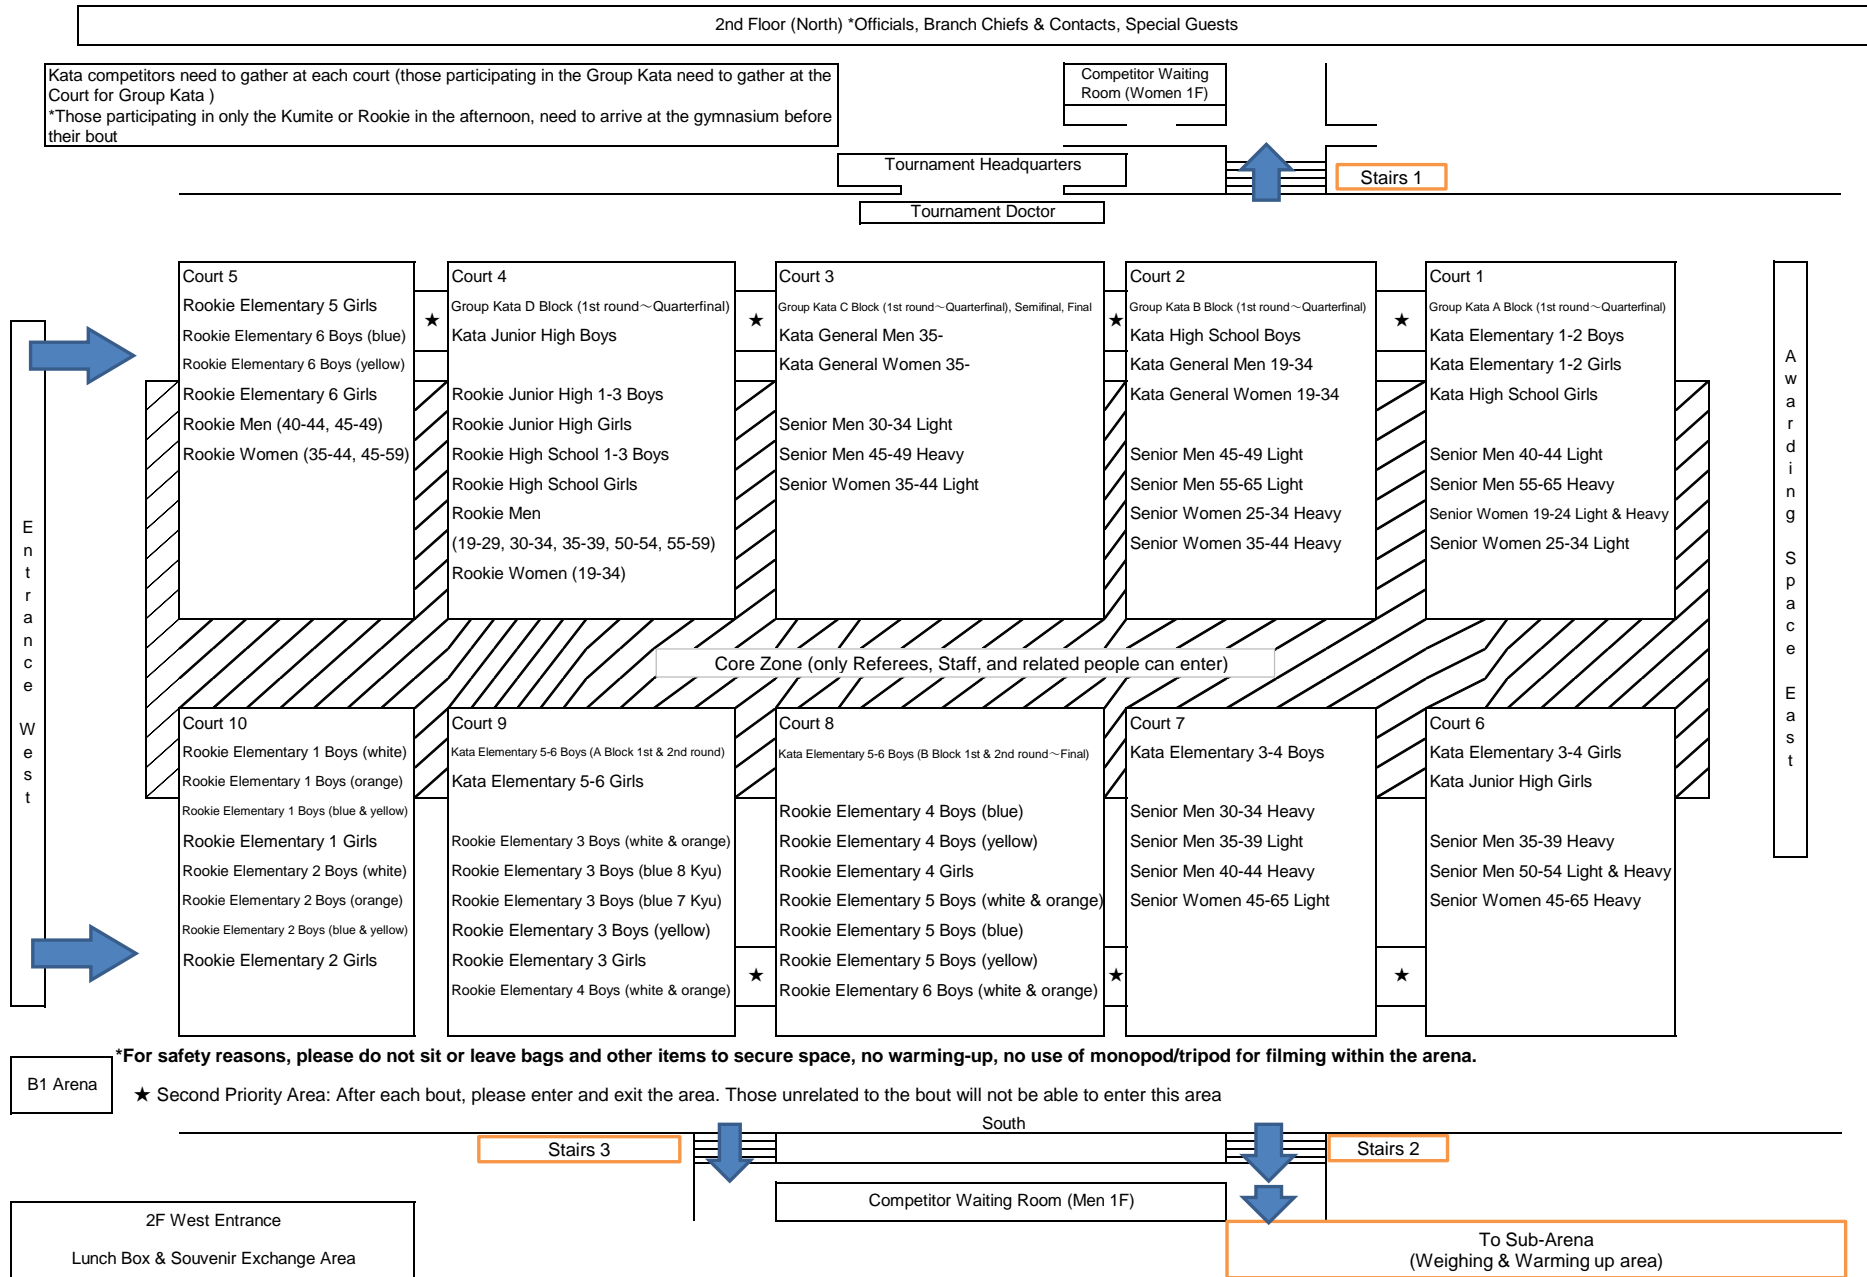 2nd Floor (North) *Officials, Branch Chiefs & Contacts, Special Guests
Kata competitors need to gather at each court (those participating in the Group Kata need to gather at the
Court for Group Kata )
*Those participating in only the Kumite or Rookie in the afternoon, need to arrive at the gymnasium before
their bout
Competitor Waiting
Room (Women 1F)
Tournament Headquarters
Stairs 1
Tournament Doctor
Entrance West
Court 5
Rookie Elementary 5 Girls
Rookie Elementary 6 Boys (blue)
Rookie Elementary 6 Boys (yellow)
Rookie Elementary 6 Girls
Rookie Men (40-44, 45-49)
Rookie Women (35-44, 45-59)
★
Court 4
Group Kata D Block (1st round～Quarterfinal)
Kata Junior High Boys
Rookie Junior High 1-3 Boys
Rookie Junior High Girls
Rookie High School 1-3 Boys
Rookie High School Girls
Rookie Men
(19-29, 30-34, 35-39, 50-54, 55-59)
Rookie Women (19-34)
★
Court 3
Group Kata C Block (1st round～Quarterfinal), Semifinal, Final
Kata General Men 35-
Kata General Women 35-
Senior Men 30-34 Light
Senior Men 45-49 Heavy
Senior Women 35-44 Light
★
Court 2
Group Kata B Block (1st round～Quarterfinal)
Kata High School Boys
Kata General Men 19-34
Kata General Women 19-34
Senior Men 45-49 Light
Senior Men 55-65 Light
Senior Women 25-34 Heavy
Senior Women 35-44 Heavy
★
Court 1
Group Kata A Block (1st round～Quarterfinal)
Kata Elementary 1-2 Boys
Kata Elementary 1-2 Girls
Kata High School Girls
Senior Men 40-44 Light
Senior Men 55-65 Heavy
Senior Women 19-24 Light & Heavy
Senior Women 25-34 Light
Awarding Space East
Core Zone (only Referees, Staff, and related people can enter)
Court 10
Rookie Elementary 1 Boys (white)
Rookie Elementary 1 Boys (orange)
Rookie Elementary 1 Boys (blue & yellow)
Rookie Elementary 1 Girls
Rookie Elementary 2 Boys (white)
Rookie Elementary 2 Boys (orange)
Rookie Elementary 2 Boys (blue & yellow)
Rookie Elementary 2 Girls
Court 9
Kata Elementary 5-6 Boys (A Block 1st & 2nd round)
Kata Elementary 5-6 Girls
Rookie Elementary 3 Boys (white & orange)
Rookie Elementary 3 Boys (blue 8 Kyu)
Rookie Elementary 3 Boys (blue 7 Kyu)
Rookie Elementary 3 Boys (yellow)
Rookie Elementary 3 Girls
Rookie Elementary 4 Boys (white & orange)
★
Court 8
Kata Elementary 5-6 Boys (B Block 1st & 2nd round～Final)
Rookie Elementary 4 Boys (blue)
Rookie Elementary 4 Boys (yellow)
Rookie Elementary 4 Girls
Rookie Elementary 5 Boys (white & orange)
Rookie Elementary 5 Boys (blue)
Rookie Elementary 5 Boys (yellow)
Rookie Elementary 6 Boys (white & orange)
★
Court 7
Kata Elementary 3-4 Boys
Senior Men 30-34 Heavy
Senior Men 35-39 Light
Senior Men 40-44 Heavy
Senior Women 45-65 Light
★
Court 6
Kata Elementary 3-4 Girls
Kata Junior High Girls
Senior Men 35-39 Heavy
Senior Men 50-54 Light & Heavy
Senior Women 45-65 Heavy
*For safety reasons, please do not sit or leave bags and other items to secure space, no warming-up, no use of monopod/tripod for filming within the arena.
B1 Arena
★ Second Priority Area: After each bout, please enter and exit the area. Those unrelated to the bout will not be able to enter this area
South
Stairs 3
Stairs 2
Competitor Waiting Room (Men 1F)
2F West Entrance
Lunch Box & Souvenir Exchange Area
To Sub-Arena
(Weighing & Warming up area)